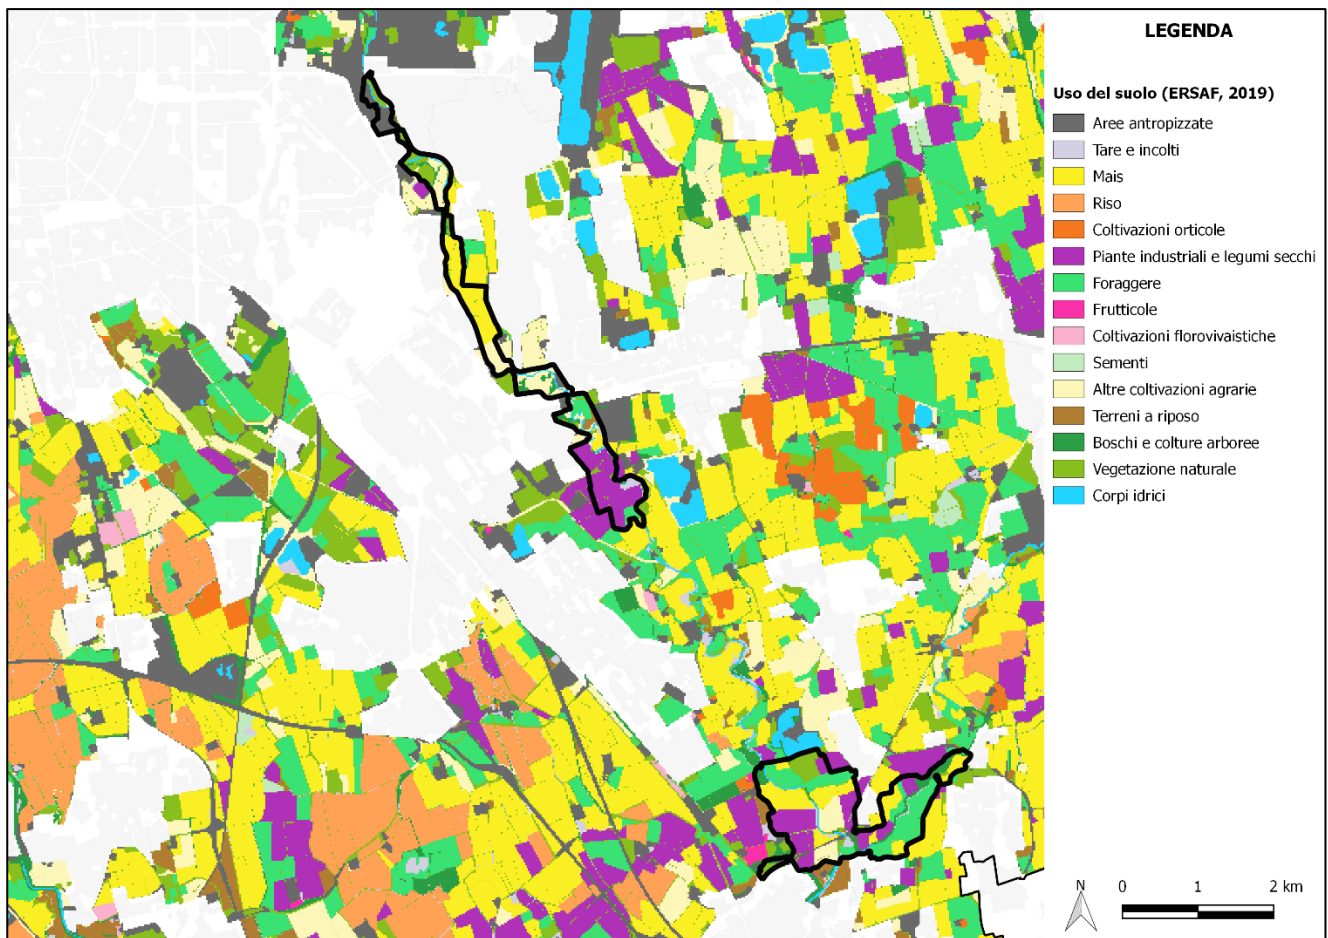 LEGENDA
Uso del suolo (ERSAF, 2019)
Aree antropizzate
Tare e incolti
Mais
Riso
Coltivazioni orticole
Piante industriali e legumi secchi
Foraggere
Frutticole
Coltivazioni florovivaistiche
Sementi
Altre coltivazioni agrarie
Terreni a riposo
Boschi e colture arboree
Vegetazione naturale
Corpi idrici
N 0 1 2 km